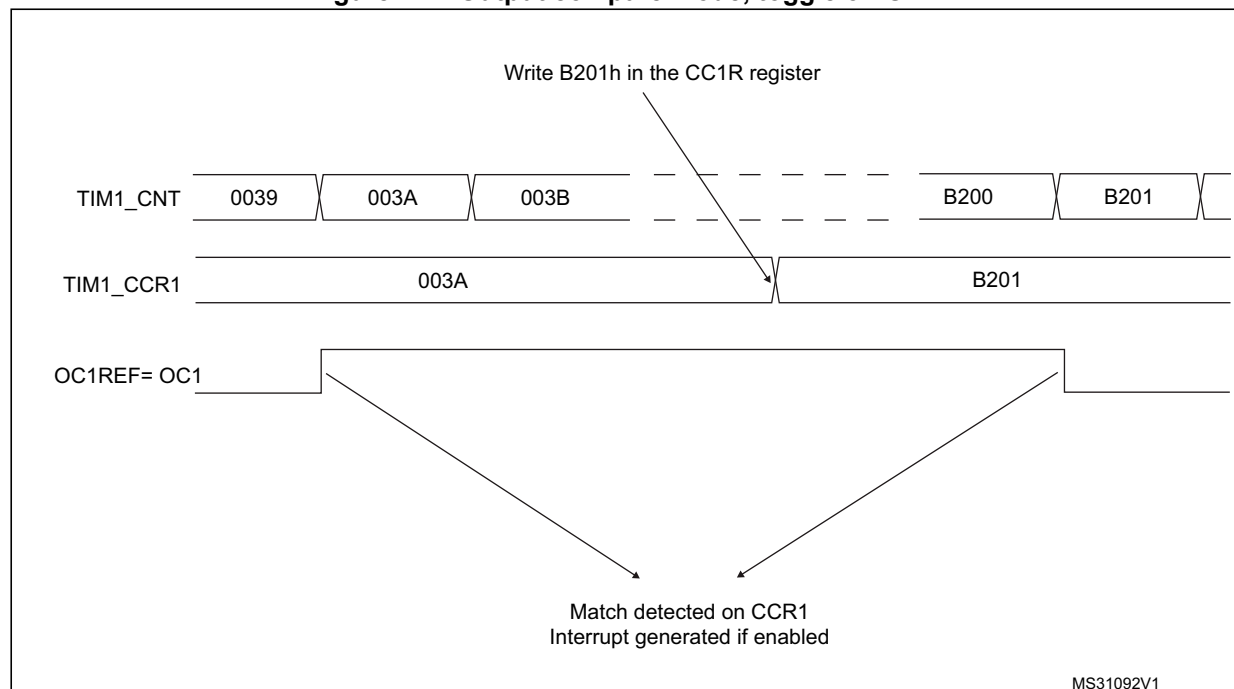 Write B201h in the CC1R register
TIM1_CNT 0039 003A 003B B200 B201
TIM1_CCR1 003A B201
OC1REF= OC1
Match detected on CCR1
Interrupt generated if enabled
MS31092V1